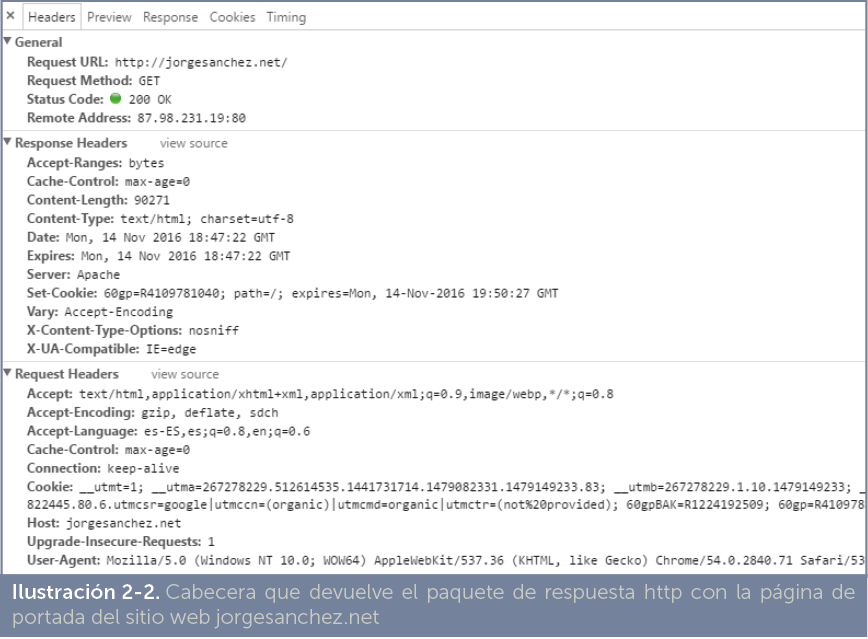 × Headers Preview Response Cookies Timing
▼ General
Request URL: http://jorgesanchez.net/
Request Method: GET
Status Code: 200 OK
Remote Address: 87.98.231.19:80
▼ Response Headers view source
Accept-Ranges: bytes
Cache-Control: max-age=0
Content-Length: 90271
Content-Type: text/html; charset=utf-8
Date: Mon, 14 Nov 2016 18:47:22 GMT
Expires: Mon, 14 Nov 2016 18:47:22 GMT
Server: Apache
Set-Cookie: 60gp=R4109781040; path=/; expires=Mon, 14-Nov-2016 19:50:27 GMT
Vary: Accept-Encoding
X-Content-Type-Options: nosniff
X-UA-Compatible: IE=edge
▼ Request Headers view source
Accept: text/html,application/xhtml+xml,application/xml;q=0.9,image/webp,*/*;q=0.8
Accept-Encoding: gzip, deflate, sdch
Accept-Language: es-ES,es;q=0.8,en;q=0.6
Cache-Control: max-age=0
Connection: keep-alive
Cookie: __utmt=1; __utma=267278229.512614535.1441731714.1479082331.1479149233.83; __utmb=267278229.1.10.1479149233; _
822445.80.6.utmcsr=google|utmccn=(organic)|utmcmd=organic|utmctr=(not%20provided); 60gpBAK=R1224192509; 60gp=R410978
Host: jorgesanchez.net
Upgrade-Insecure-Requests: 1
User-Agent: Mozilla/5.0 (Windows NT 10.0; WOW64) AppleWebKit/537.36 (KHTML, like Gecko) Chrome/54.0.2840.71 Safari/53
Ilustración 2-2. Cabecera que devuelve el paquete de respuesta http con la página de
portada del sitio web jorgesanchez.net